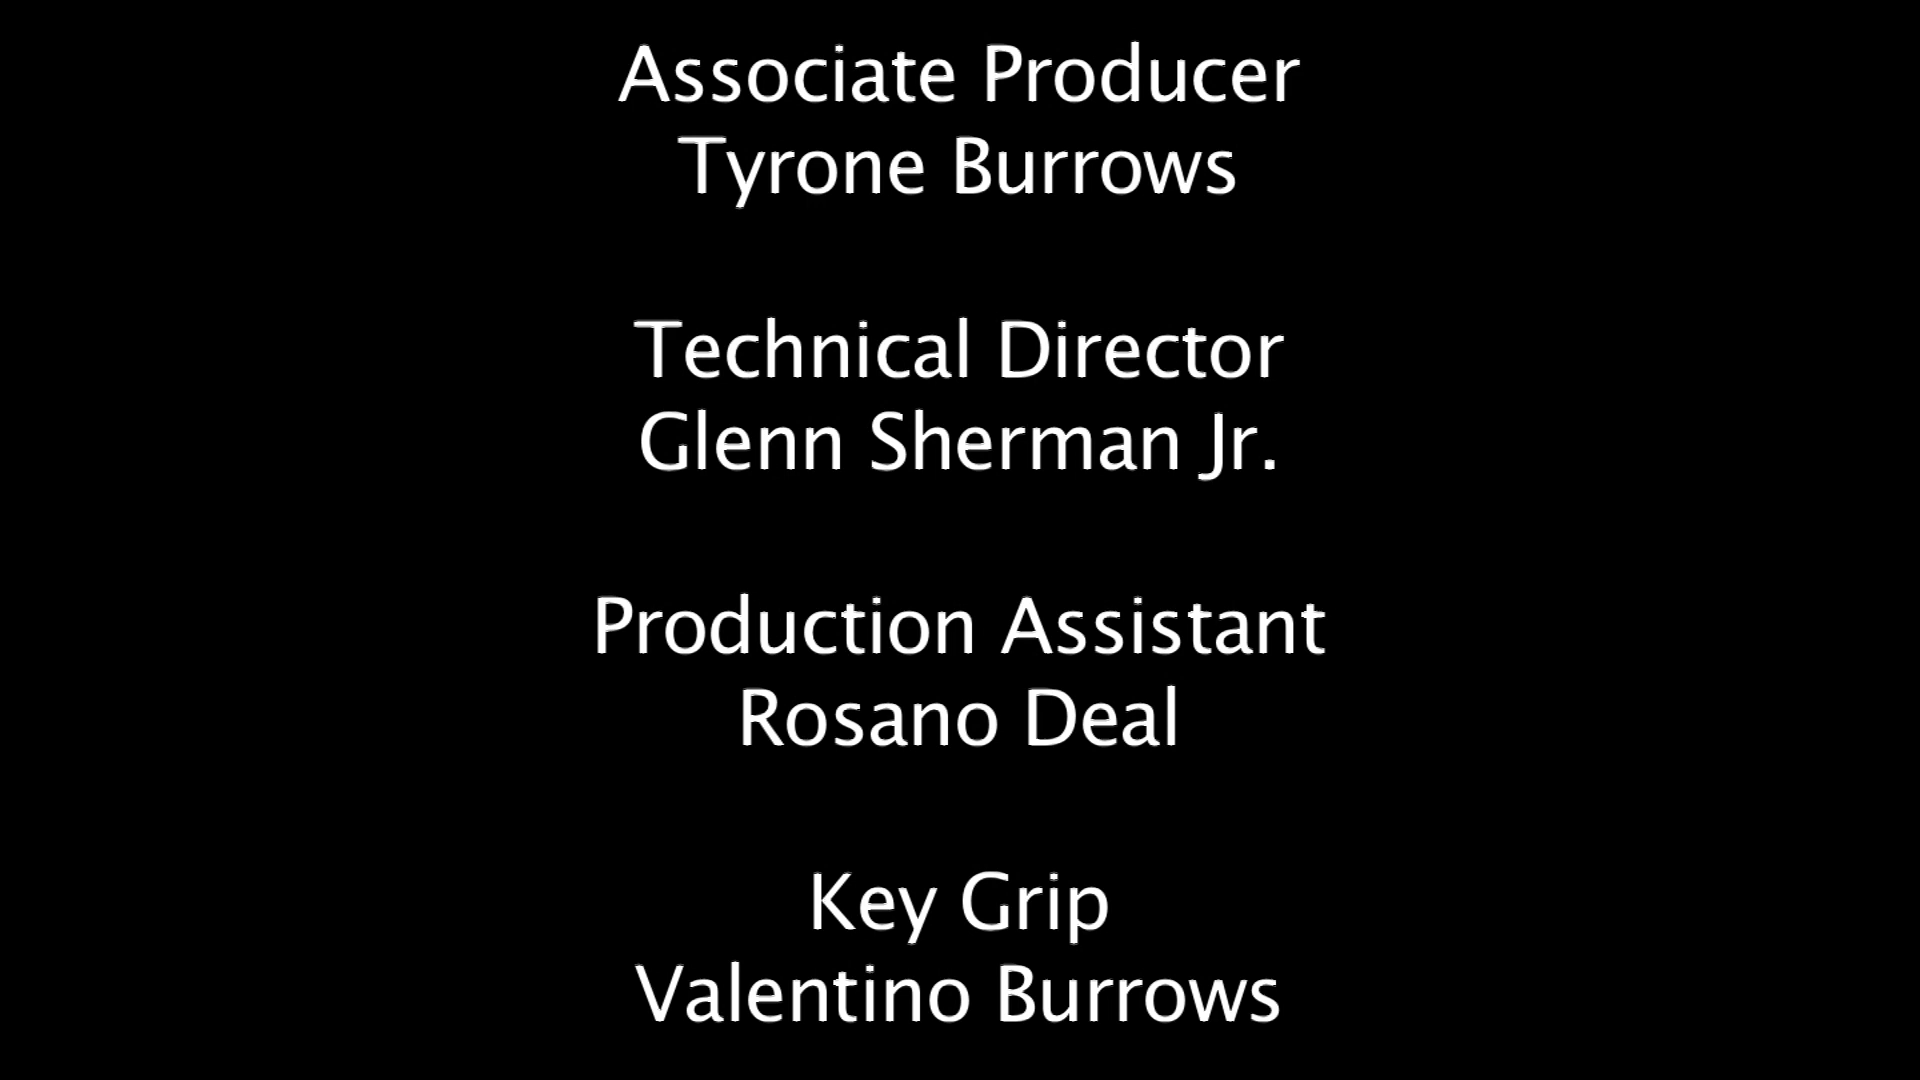 Associate Producer
Tyrone Burrows
Technical Director
Glenn Sherman Jr.
Production Assistant
Rosano Deal
Key Grip
Valentino Burrows